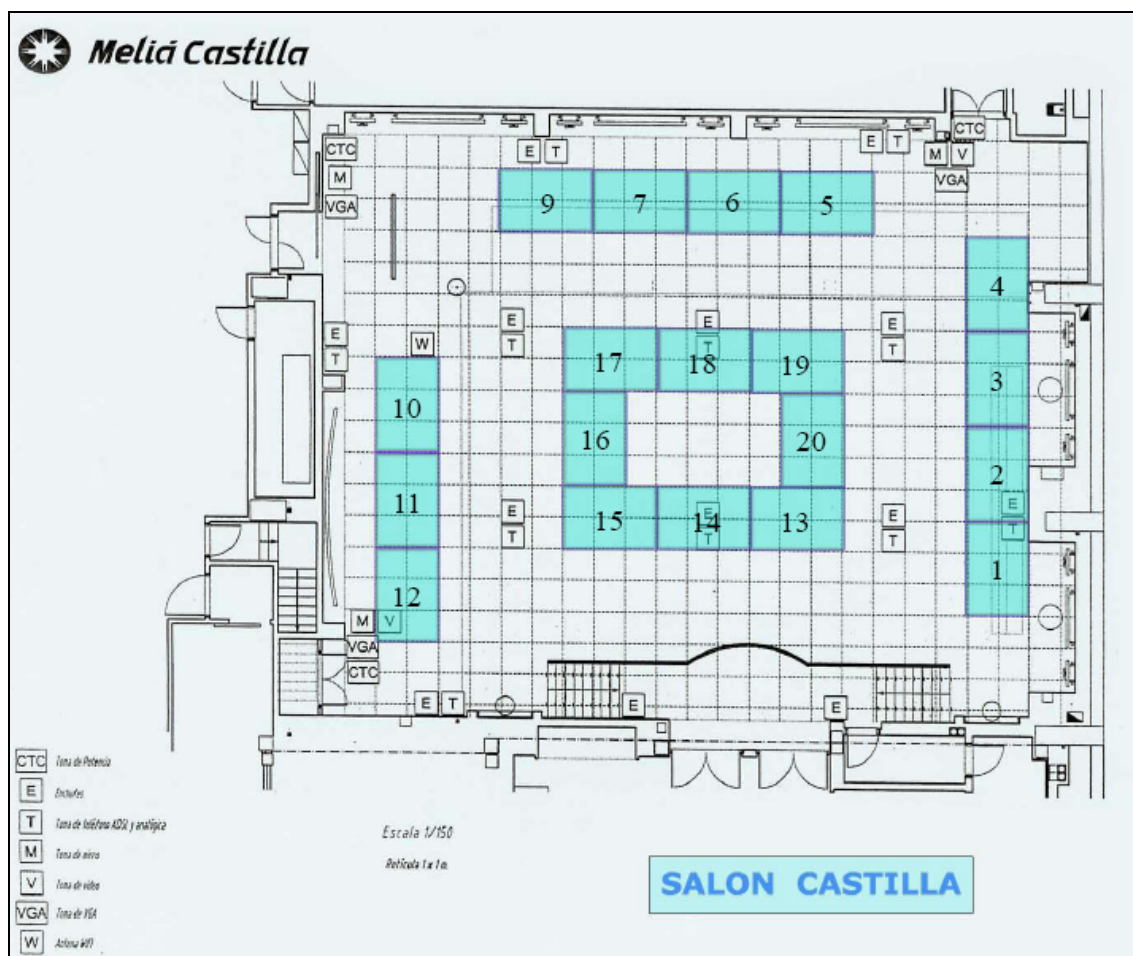 Meliá Castilla
CTC
E T
E T
M V
CTC
M
VGA
VGA
9 7 6 5
4
E
T
W
E
T
E
T
E
T
17 18 19
3
10
16
20
2
11
E
T
15 14 13
E
T
E
T
E
T
1
12
M V
VGA
CTC
E T
E
E
CTC Toma de Potencia
E Enchufes
T Toma de teléfono ADSL y analógica
M Toma de micro
V Toma de video
VGA Toma de VGA
W Antena WIFI
Escala 1/150
Retícula 1 x 1 m.
SALON CASTILLA